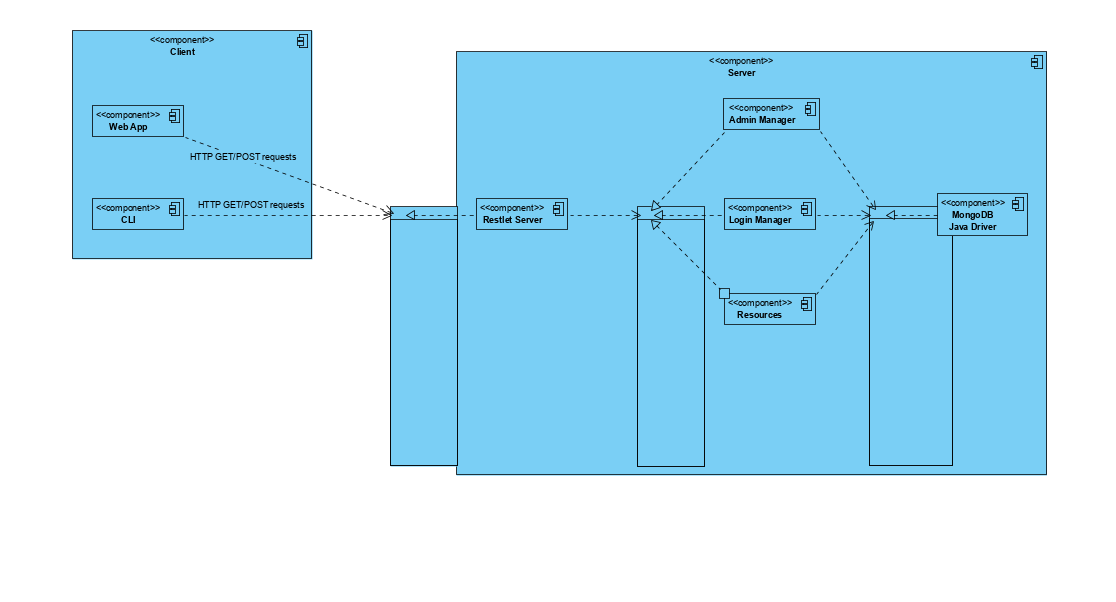 <<component>>
Client
<<component>>
Web App
HTTP GET/POST requests
<<component>>
CLI
HTTP GET/POST requests
<<component>>
Server
<<component>>
Admin Manager
<<component>>
Restlet Server
<<component>>
Login Manager
<<component>>
MongoDB
Java Driver
<<component>>
Resources